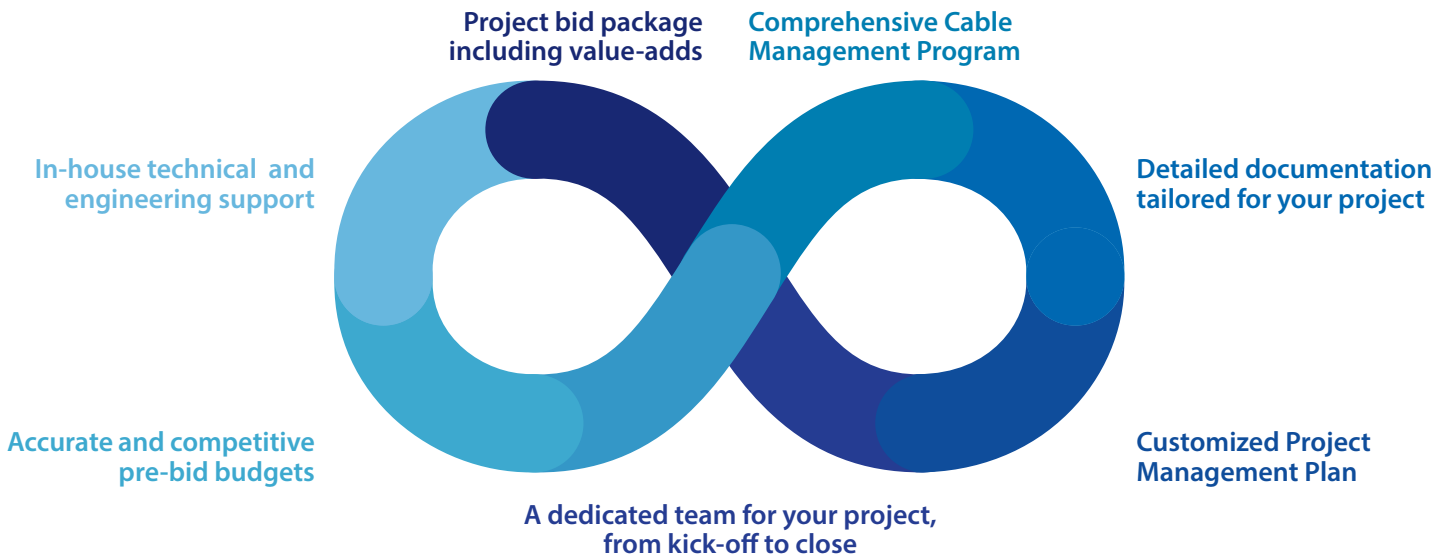 Project bid package
including value-adds
Comprehensive Cable
Management Program
In-house technical and
engineering support
Detailed documentation
tailored for your project
Accurate and competitive
pre-bid budgets
Customized Project
Management Plan
A dedicated team for your project,
from kick-off to close